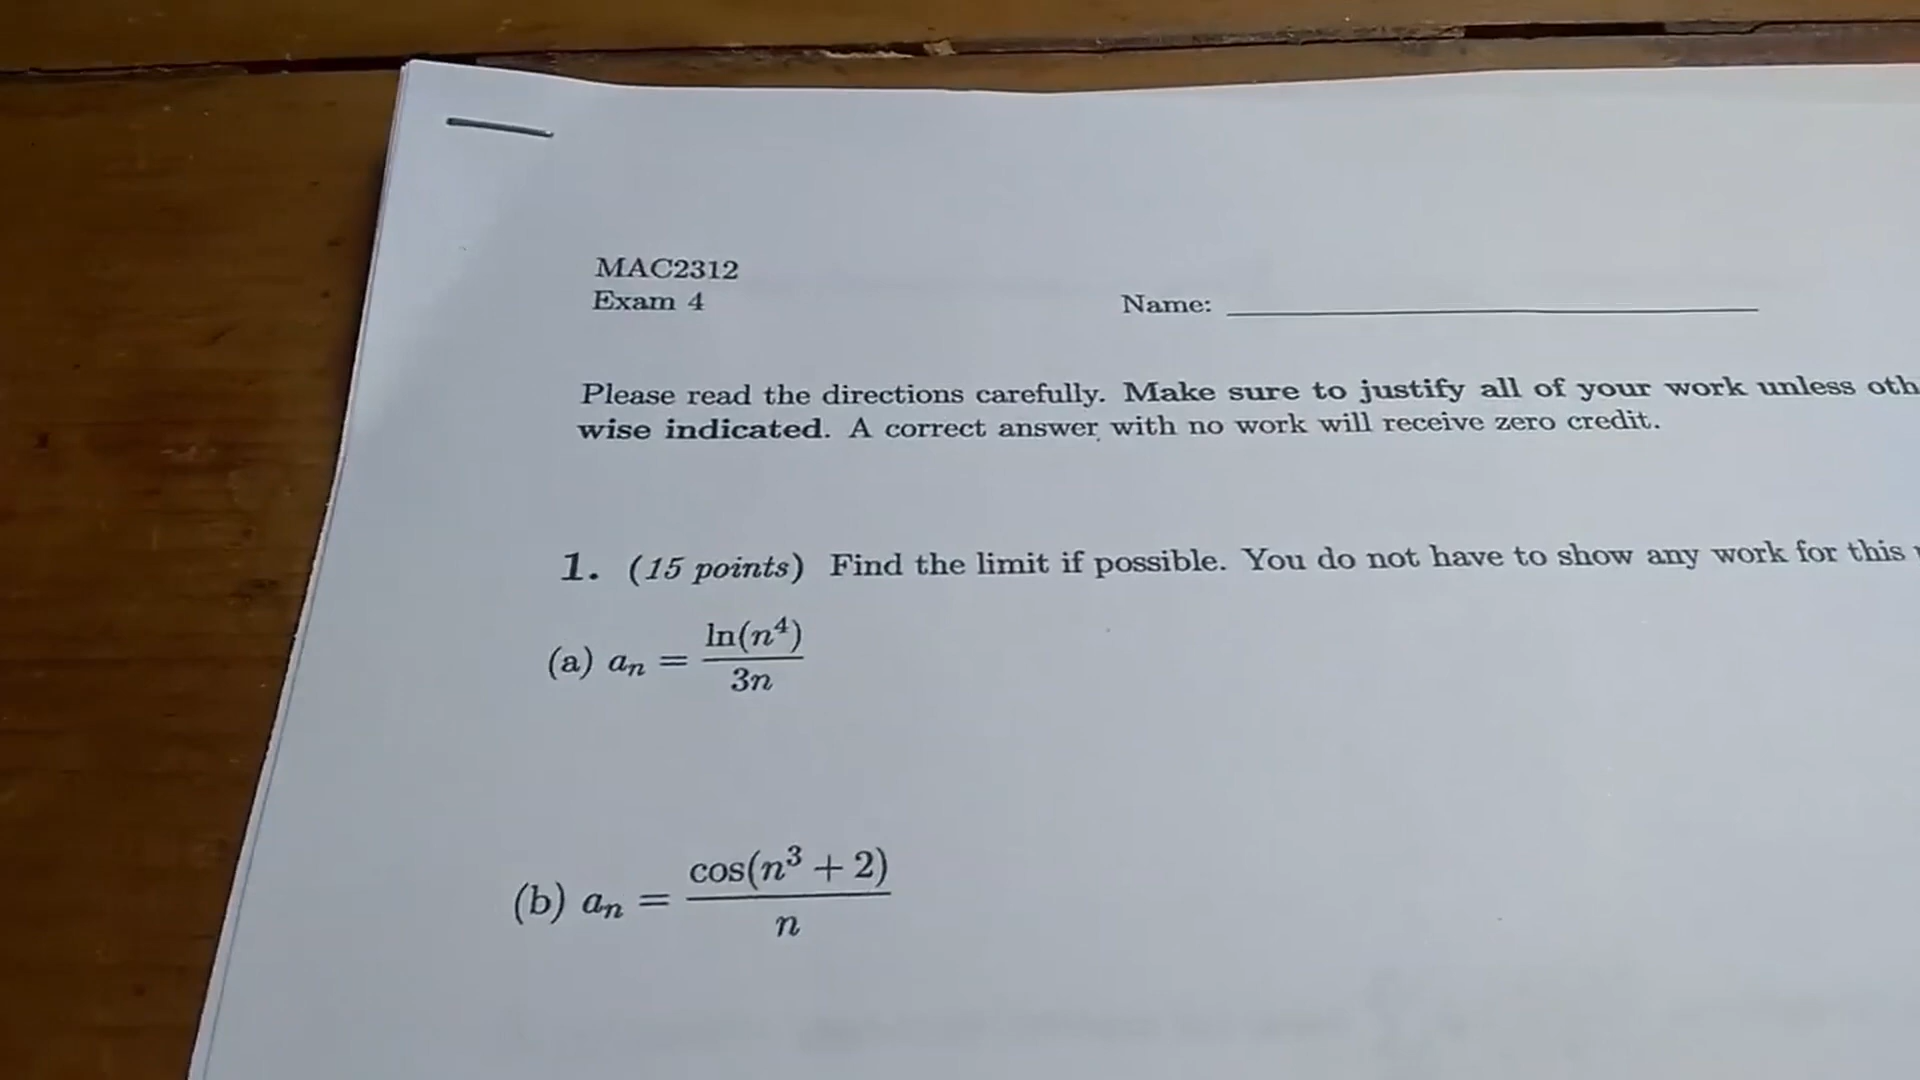 MAC2312
Exam 4
Name:
Please read the directions carefully. Make sure to justify all of your work unless oth
wise indicated. A correct answer with no work will receive zero credit.
1. (15 points) Find the limit if possible. You do not have to show any work for this
(a) aₙ = ln(n⁴) / 3n
(b) aₙ = cos(n³ + 2) / n